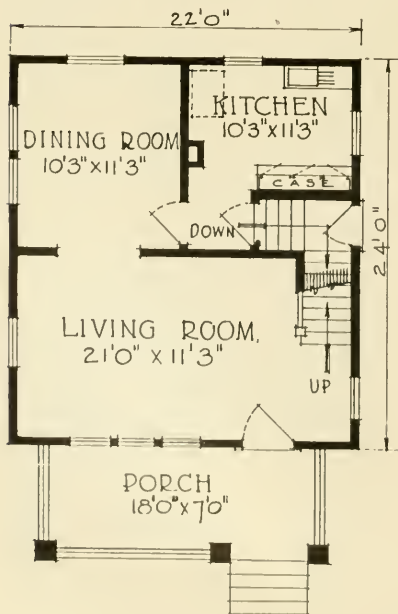 22'0"
KITCHEN
10'3"X11'3"
DINING ROOM
10'3"X11'3"
CASE
DOWN
24'0"
LIVING ROOM.
21'0" X 11'3"
UP
PORCH
18'0"X7'0"